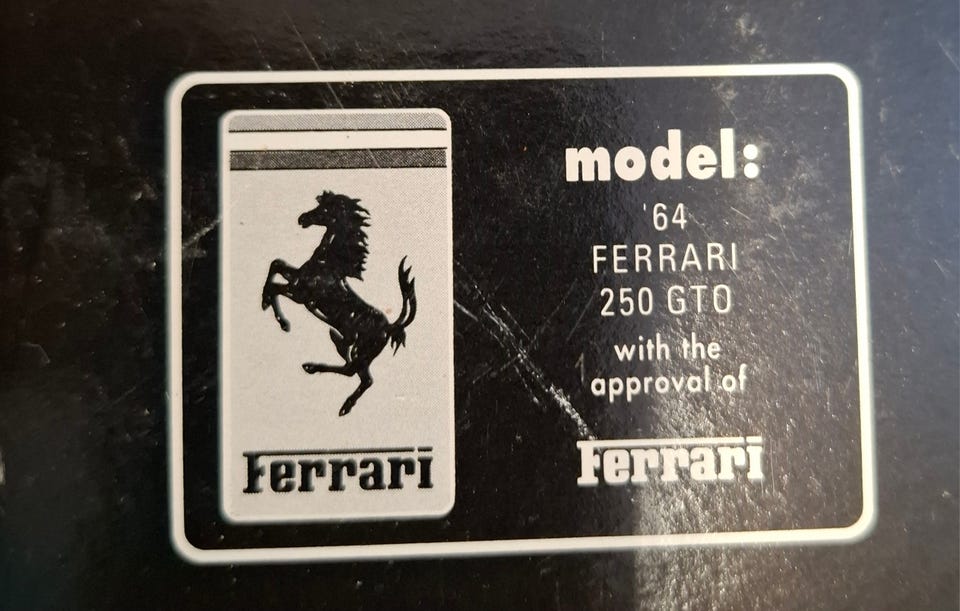 Ferrari
model:
'64
FERRARI
250 GTO
with the
approval of
Ferrari